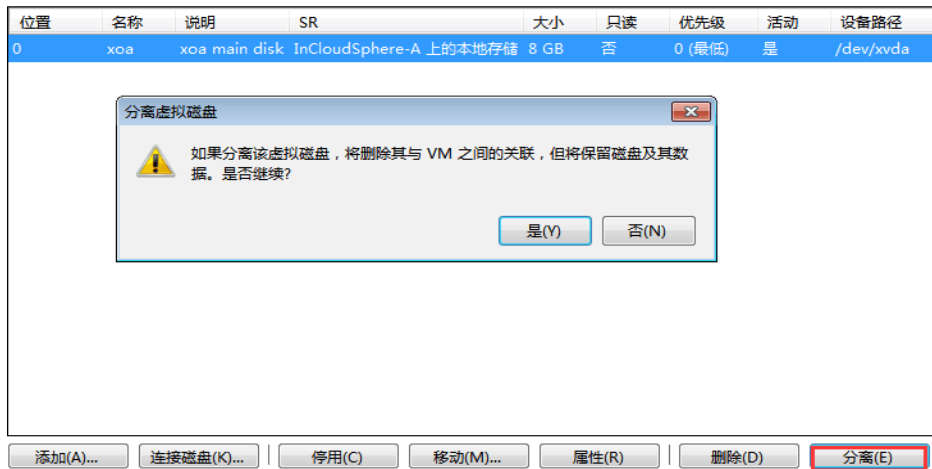 位置 名称 说明 SR 大小 只读 优先级 活动 设备路径
0 xoa xoa main disk InCloudSphere-A 上的本地存储 8 GB 否 0 (最低) 是 /dev/xvda
分离虚拟磁盘
如果分离该虚拟磁盘，将删除其与 VM 之间的关联，但将保留磁盘及其数
据。是否继续?
是(Y) 否(N)
添加(A)... 连接磁盘(K)... 停用(C) 移动(M)... 属性(R) 删除(D) 分离(E)